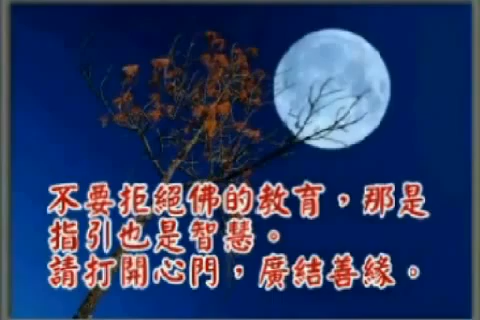 不要拒絕佛的教育，那是
指引也是智慧。
請打開心門，廣結善緣。